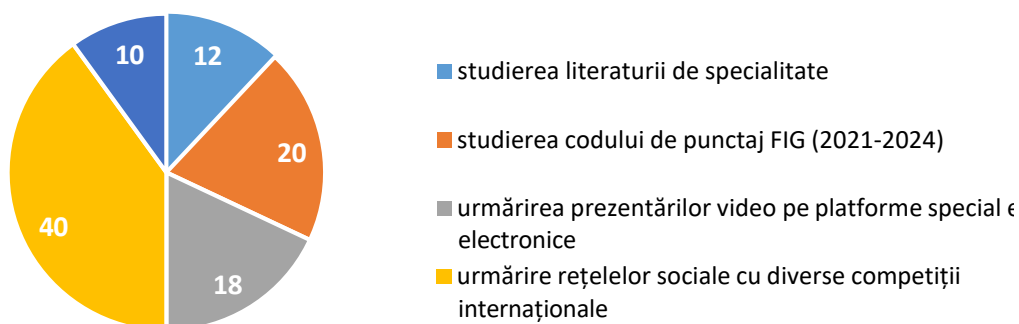 10
12
20
40
18
studierea literaturii de specialitate
studierea codului de punctaj FIG (2021-2024)
urmărirea prezentărilor video pe platforme special
electronice
urmărire rețelelor sociale cu diverse competiții
internaționale